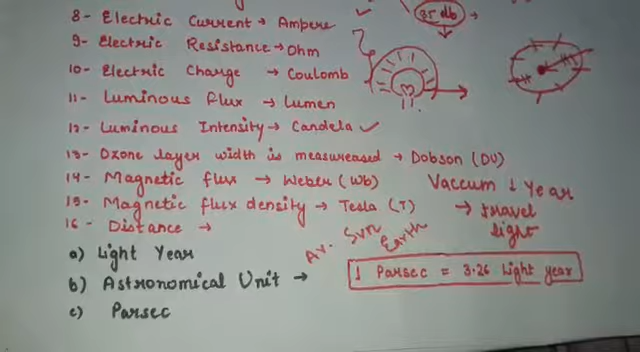 8- Electric Current → Ampere
35 db
9- Electric Resistance → Ohm
10- Electric Charge → Coulomb
11- Luminous flux → Lumen
12- Luminous Intensity → Candela ✓
13- Ozone layer width is measureased → Dobson (DU)
14- Magnetic flux → Weber (Wb)
15- Magnetic flux density → Tesla (T)
16- Distance →
Vaccum 1 Year
→ travel
light
a) Light Year
b) Astronomical Unit →
Av. Sun
Earth
1 Parsec = 3.26 light year
c) Parsec